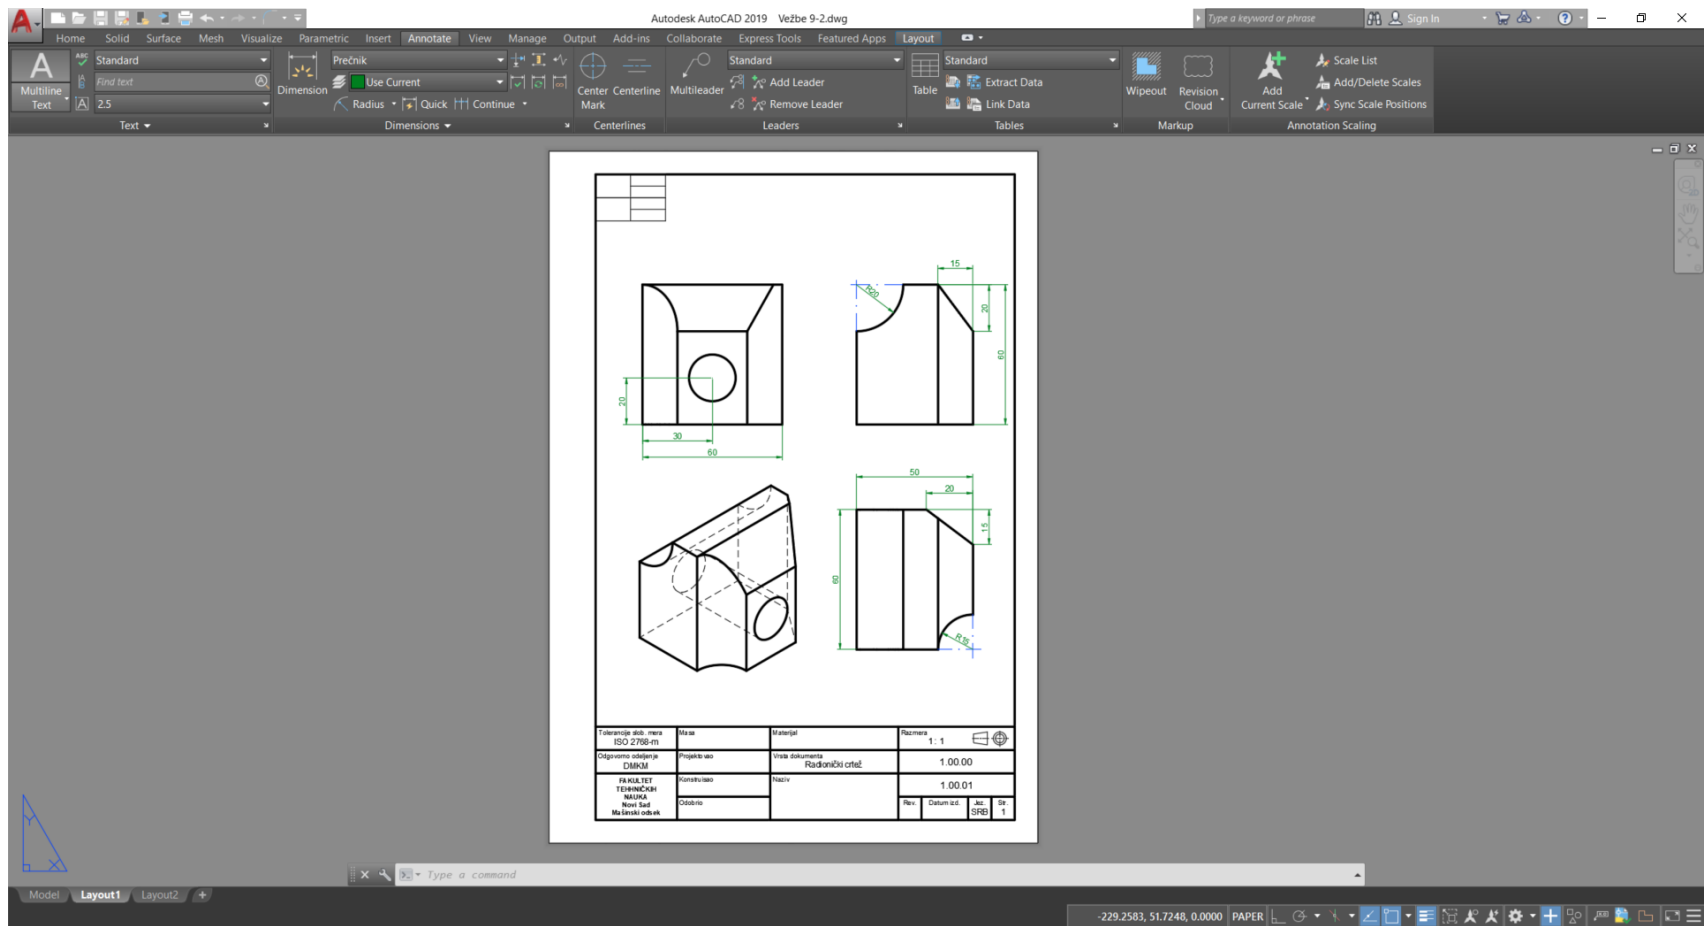 Autodesk AutoCAD 2019 Vežbe 9-2.dwg
Type a keyword or phrase
Sign In
Home Solid Surface Mesh Visualize Parametric Insert Annotate View Manage Output Add-ins Collaborate Express Tools Featured Apps Layout
Multiline Text
Standard
Find text
2.5
Text
Dimension
Prečnik
Use Current
Radius Quick Continue
Dimensions
Center Mark
Centerline
Centerlines
Multileader
Standard
Add Leader
Remove Leader
Leaders
Table
Standard
Extract Data
Link Data
Tables
Wipeout
Revision Cloud
Markup
Add Current Scale
Scale List
Add/Delete Scales
Sync Scale Positions
Annotation Scaling
20
30
60
R20
15
20
60
50
20
15
60
R15
Tolerancije slob. mera
ISO 2768-m
Masa
Materijal
Razmera
1 : 1
Odgovorno odeljenje
DMKM
Projektovao
Vrsta dokumenta
Radionički crtež
1.00.00
FAKULTET
TEHNIČKIH
NAUKA
Novi Sad
Mašinski odsek
Konstruisao
Naziv
1.00.01
Odobrio
Rev.
Datum izd.
Jez.
SRB
Str.
1
Y
X
Type a command
Model Layout1 Layout2
-229.2583, 51.7248, 0.0000 PAPER